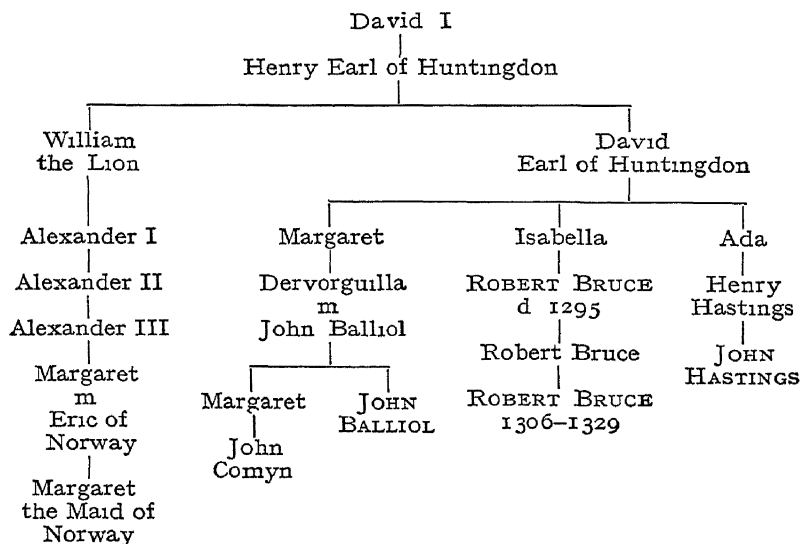 David I
Henry Earl of Huntingdon
William
the Lion
David
Earl of Huntingdon
Alexander I
Margaret
Isabella
Ada
Alexander II
Dervorguilla
m
John Balliol
ROBERT BRUCE
d 1295
Henry
Hastings
Alexander III
Robert Bruce
JOHN
HASTINGS
Margaret
m
Eric of
Norway
Margaret
JOHN
BALLIOL
ROBERT BRUCE
1306–1329
John
Comyn
Margaret
the Maid of
Norway